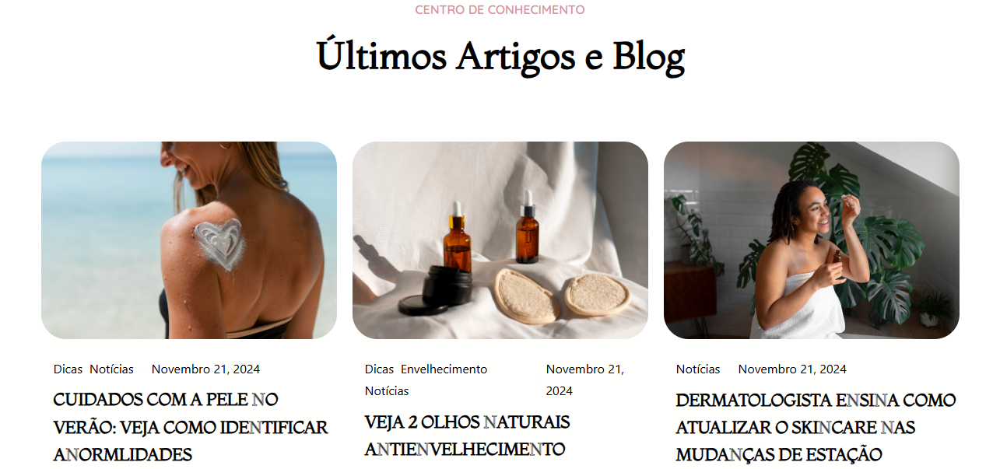 CENTRO DE CONHECIMENTO
Últimos Artigos e Blog
Dicas Notícias Novembro 21, 2024
CUIDADOS COM A PELE NO
VERÃO: VEJA COMO IDENTIFICAR
ANORMLIDADES
Dicas Envelhecimento Novembro 21,
Notícias 2024
VEJA 2 OLHOS NATURAIS
ANTIENVELHECIMENTO
Notícias Novembro 21, 2024
DERMATOLOGISTA ENSINA COMO
ATUALIZAR O SKINCARE NAS
MUDANÇAS DE ESTAÇÃO